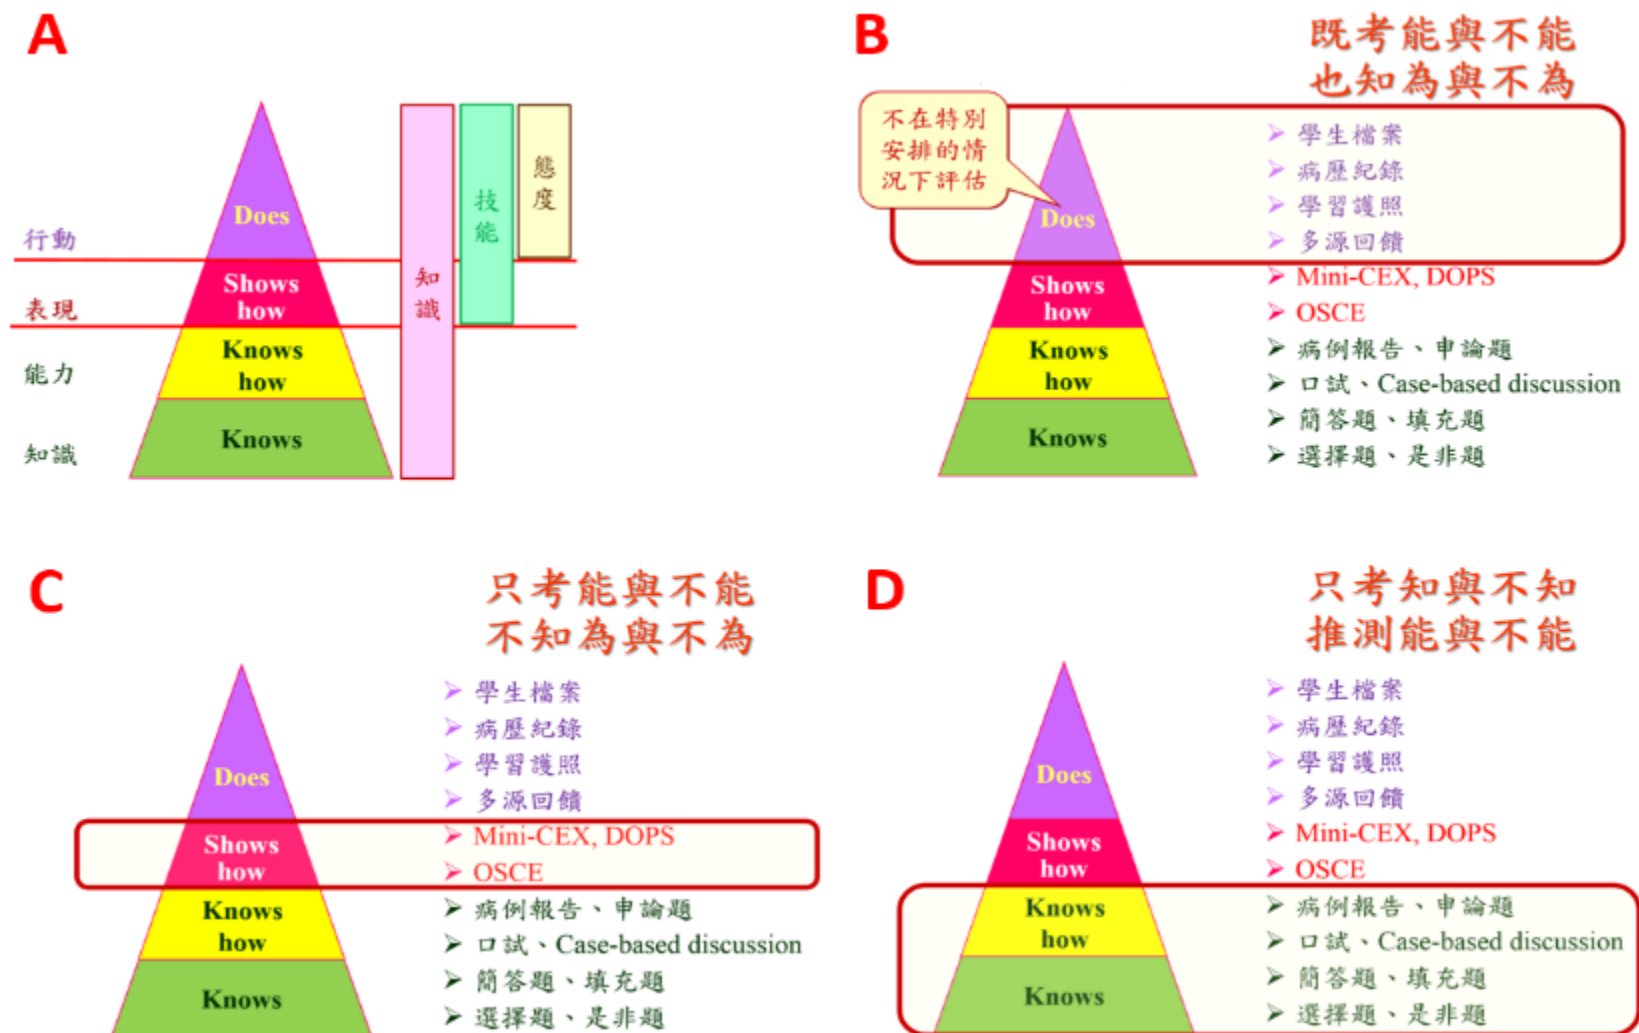 A
Does
Shows
how
Knows
how
Knows
行動
表現
能力
知識
知識
技能
態度
B
既考能與不能
也知為與不為
不在特別
安排的情
況下評估
Does
Shows
how
Knows
how
Knows
學生檔案
病歷紀錄
學習護照
多源回饋
Mini-CEX, DOPS
OSCE
病例報告、申論題
口試、Case-based discussion
簡答題、填充題
選擇題、是非題
C
只考能與不能
不知為與不為
Does
Shows
how
Knows
how
Knows
學生檔案
病歷紀錄
學習護照
多源回饋
Mini-CEX, DOPS
OSCE
病例報告、申論題
口試、Case-based discussion
簡答題、填充題
選擇題、是非題
D
只考知與不知
推測能與不能
Does
Shows
how
Knows
how
Knows
學生檔案
病歷紀錄
學習護照
多源回饋
Mini-CEX, DOPS
OSCE
病例報告、申論題
口試、Case-based discussion
簡答題、填充題
選擇題、是非題